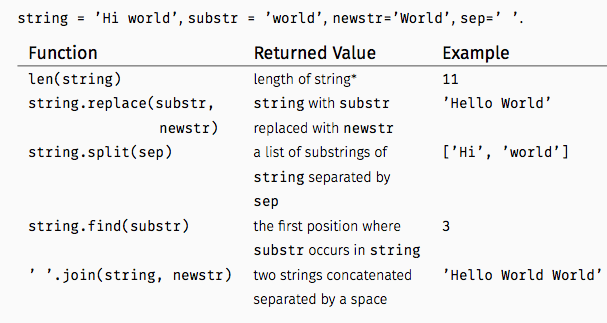 string = ’Hi world’, substr = ’world’, newstr=’World’, sep=’ ’.
Function Returned Value Example
len(string) length of string* 11
string.replace(substr, string with substr ’Hello World’
newstr) replaced with newstr
string.split(sep) a list of substrings of [’Hi’, ’world’]
string separated by
sep
string.find(substr) the first position where 3
substr occurs in string
’ ’.join(string, newstr) two strings concatenated ’Hello World World’
separated by a space